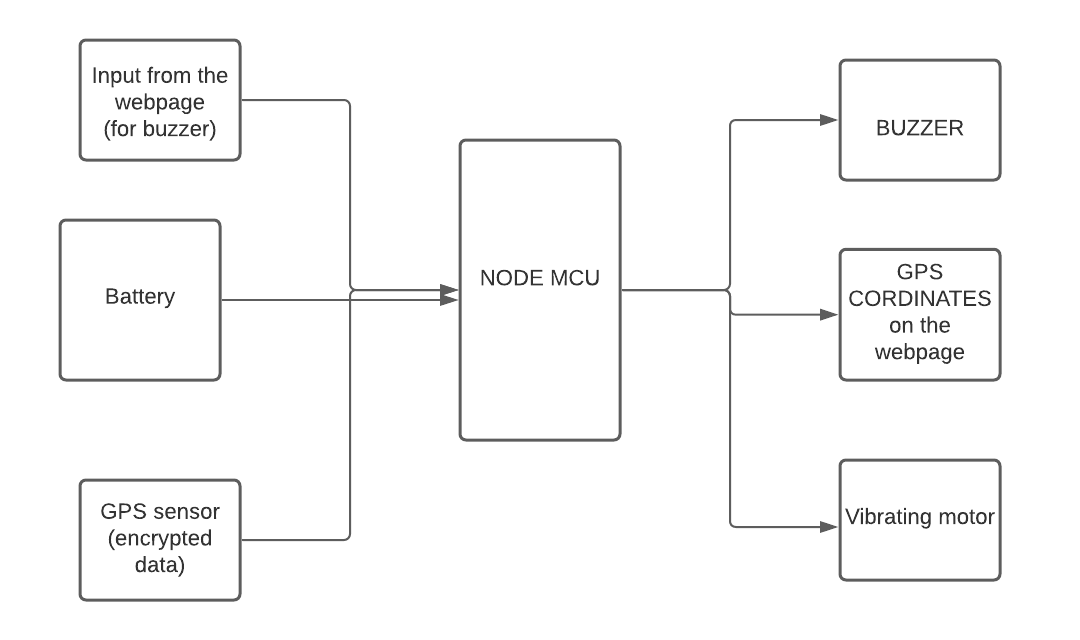 Input from the
webpage
(for buzzer)
Battery
GPS sensor
(encrypted
data)
NODE MCU
BUZZER
GPS
CORDINATES
on the
webpage
Vibrating motor